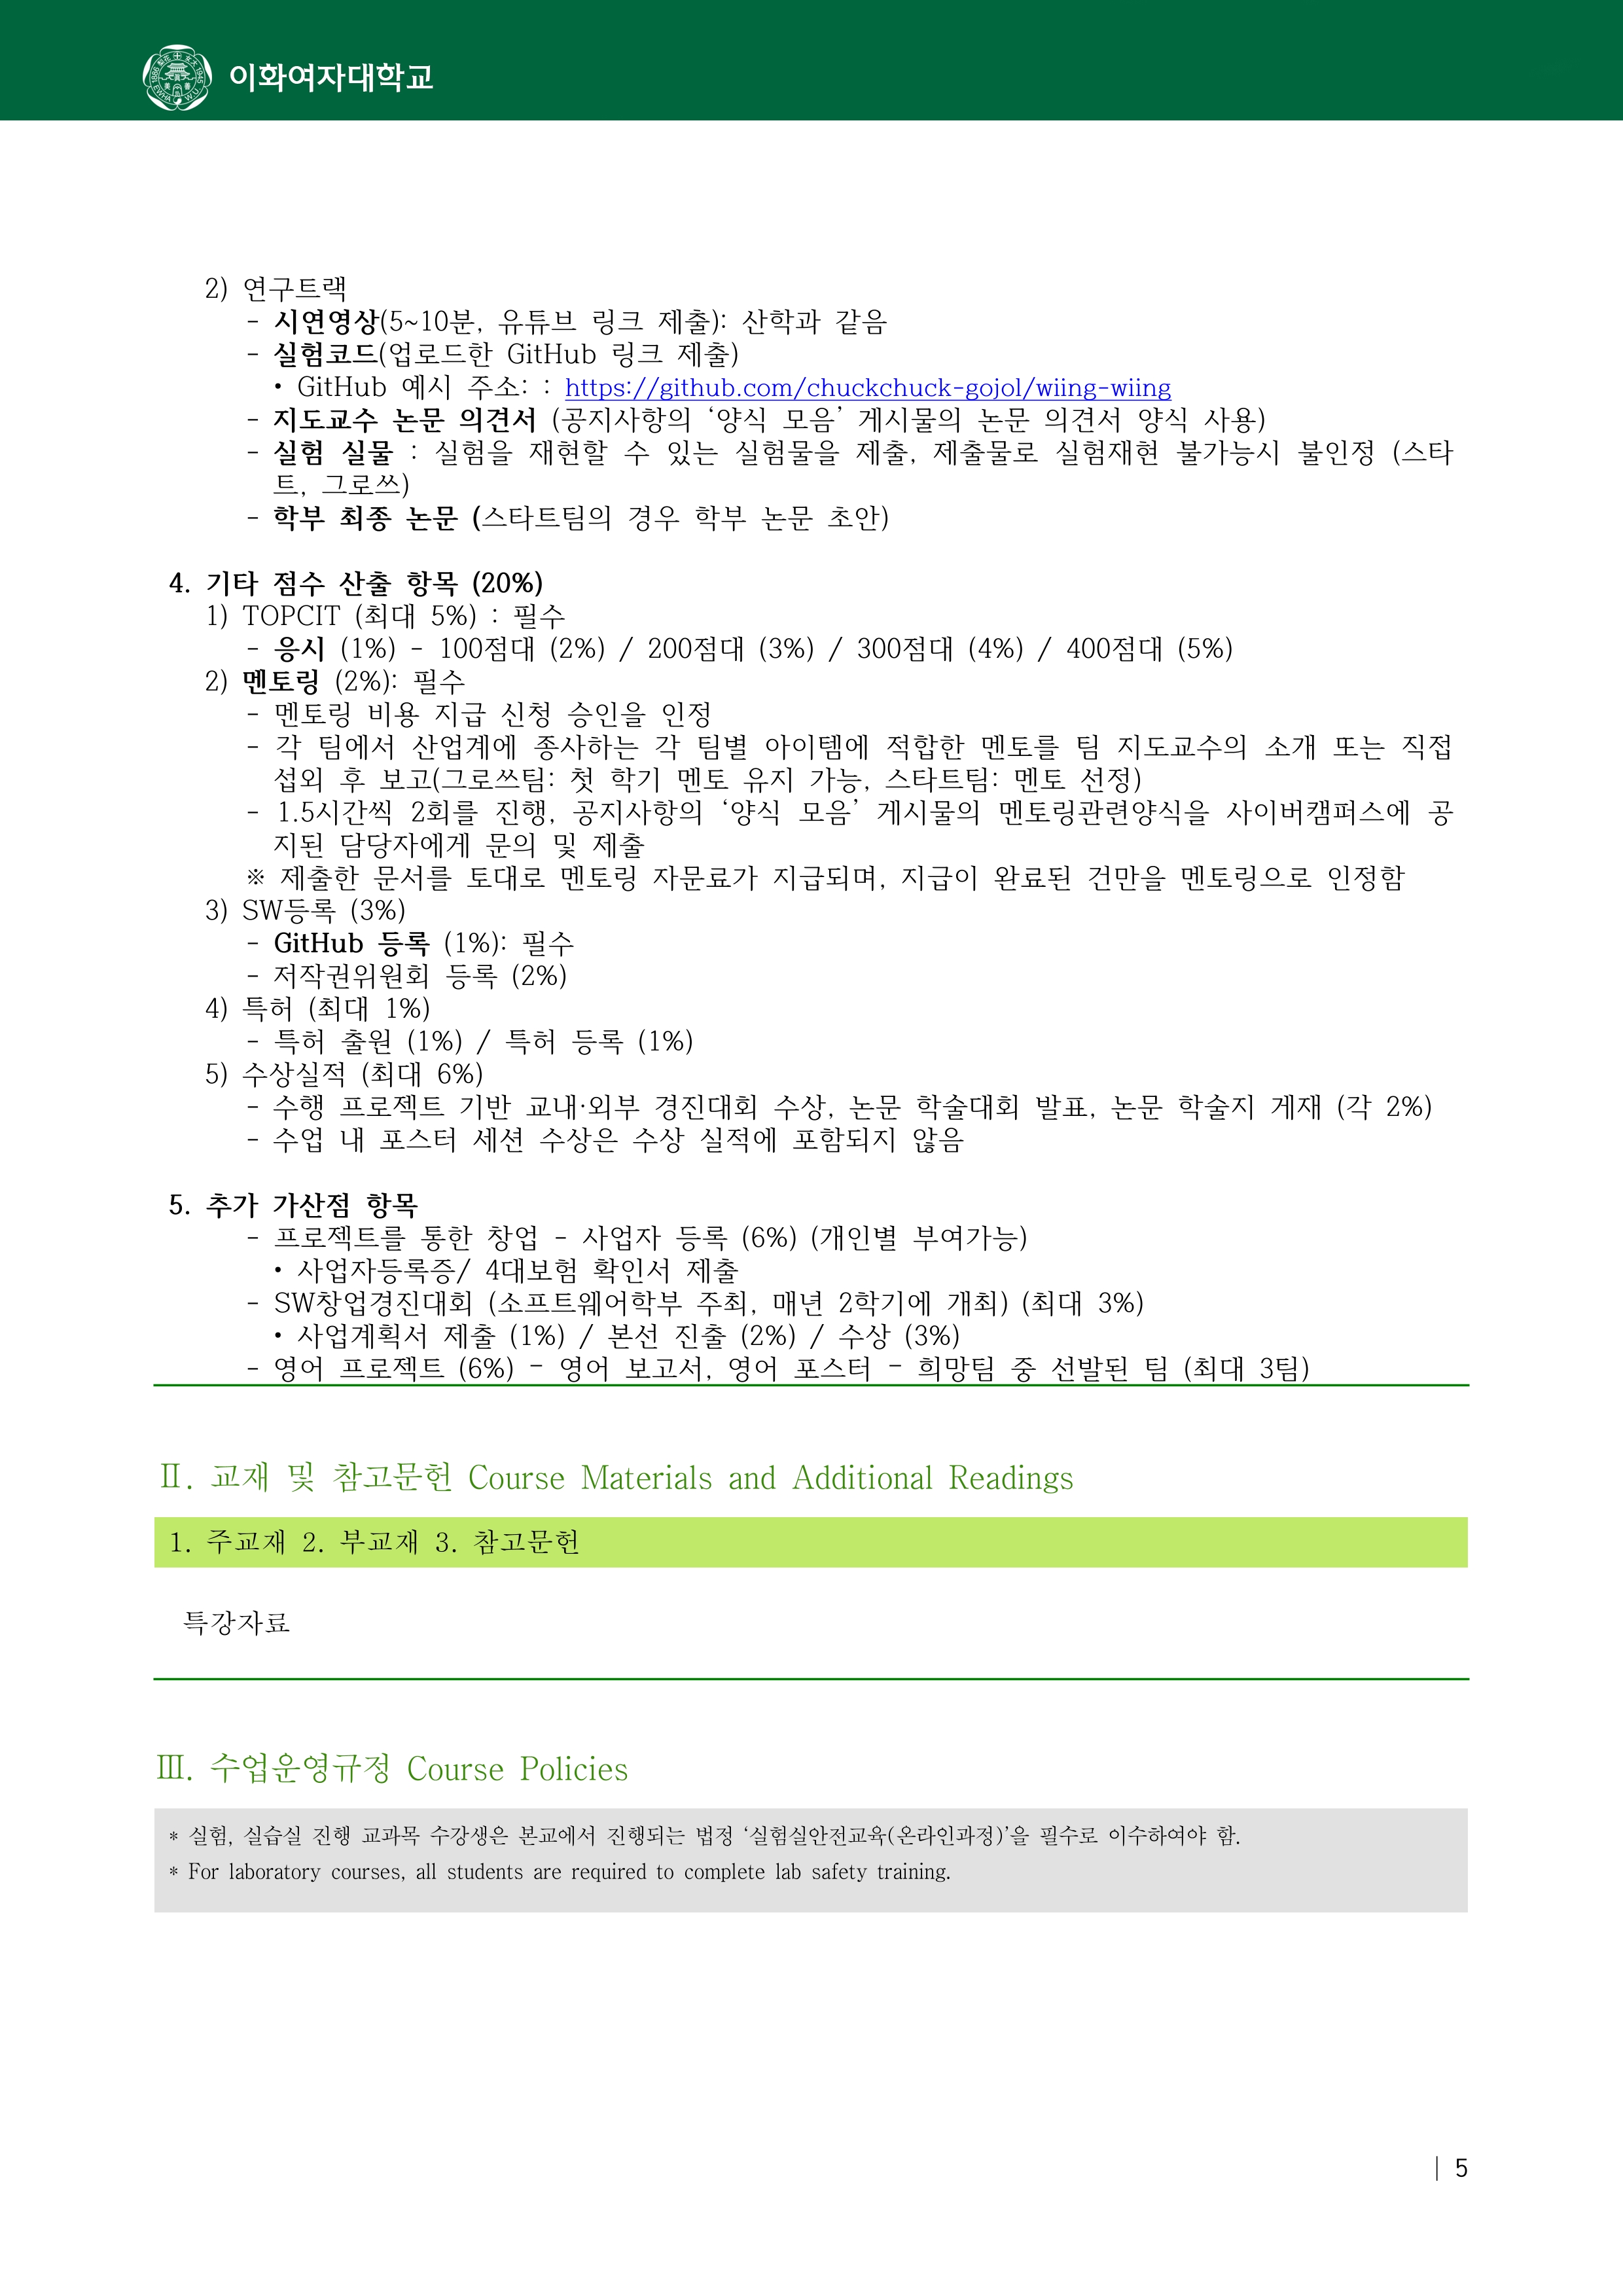 이화여자대학교
2) 연구트랙
- 시연영상(5~10분, 유튜브 링크 제출): 산학과 같음
- 실험코드(업로드한 GitHub 링크 제출)
• GitHub 예시 주소: : https://github.com/chuckchuck-gojol/wiing-wiing
- 지도교수 논문 의견서 (공지사항의 ‘양식 모음’ 게시물의 논문 의견서 양식 사용)
- 실험 실물 : 실험을 재현할 수 있는 실험물을 제출, 제출물로 실험재현 불가능시 불인정 (스타
트, 그로쓰)
- 학부 최종 논문 (스타트팀의 경우 학부 논문 초안)
4. 기타 점수 산출 항목 (20%)
1) TOPCIT (최대 5%) : 필수
- 응시 (1%) - 100점대 (2%) / 200점대 (3%) / 300점대 (4%) / 400점대 (5%)
2) 멘토링 (2%): 필수
- 멘토링 비용 지급 신청 승인을 인정
- 각 팀에서 산업계에 종사하는 각 팀별 아이템에 적합한 멘토를 팀 지도교수의 소개 또는 직접
섭외 후 보고(그로쓰팀: 첫 학기 멘토 유지 가능, 스타트팀: 멘토 선정)
- 1.5시간씩 2회를 진행, 공지사항의 ‘양식 모음’ 게시물의 멘토링관련양식을 사이버캠퍼스에 공
지된 담당자에게 문의 및 제출
※ 제출한 문서를 토대로 멘토링 자문료가 지급되며, 지급이 완료된 건만을 멘토링으로 인정함
3) SW등록 (3%)
- GitHub 등록 (1%): 필수
- 저작권위원회 등록 (2%)
4) 특허 (최대 1%)
- 특허 출원 (1%) / 특허 등록 (1%)
5) 수상실적 (최대 6%)
- 수행 프로젝트 기반 교내·외부 경진대회 수상, 논문 학술대회 발표, 논문 학술지 게재 (각 2%)
- 수업 내 포스터 세션 수상은 수상 실적에 포함되지 않음
5. 추가 가산점 항목
- 프로젝트를 통한 창업 - 사업자 등록 (6%) (개인별 부여가능)
• 사업자등록증/ 4대보험 확인서 제출
- SW창업경진대회 (소프트웨어학부 주최, 매년 2학기에 개최) (최대 3%)
• 사업계획서 제출 (1%) / 본선 진출 (2%) / 수상 (3%)
- 영어 프로젝트 (6%) – 영어 보고서, 영어 포스터 – 희망팀 중 선발된 팀 (최대 3팀)
Ⅱ. 교재 및 참고문헌 Course Materials and Additional Readings
1. 주교재 2. 부교재 3. 참고문헌
특강자료
Ⅲ. 수업운영규정 Course Policies
* 실험, 실습실 진행 교과목 수강생은 본교에서 진행되는 법정 ‘실험실안전교육(온라인과정)’을 필수로 이수하여야 함.
* For laboratory courses, all students are required to complete lab safety training.
| 5